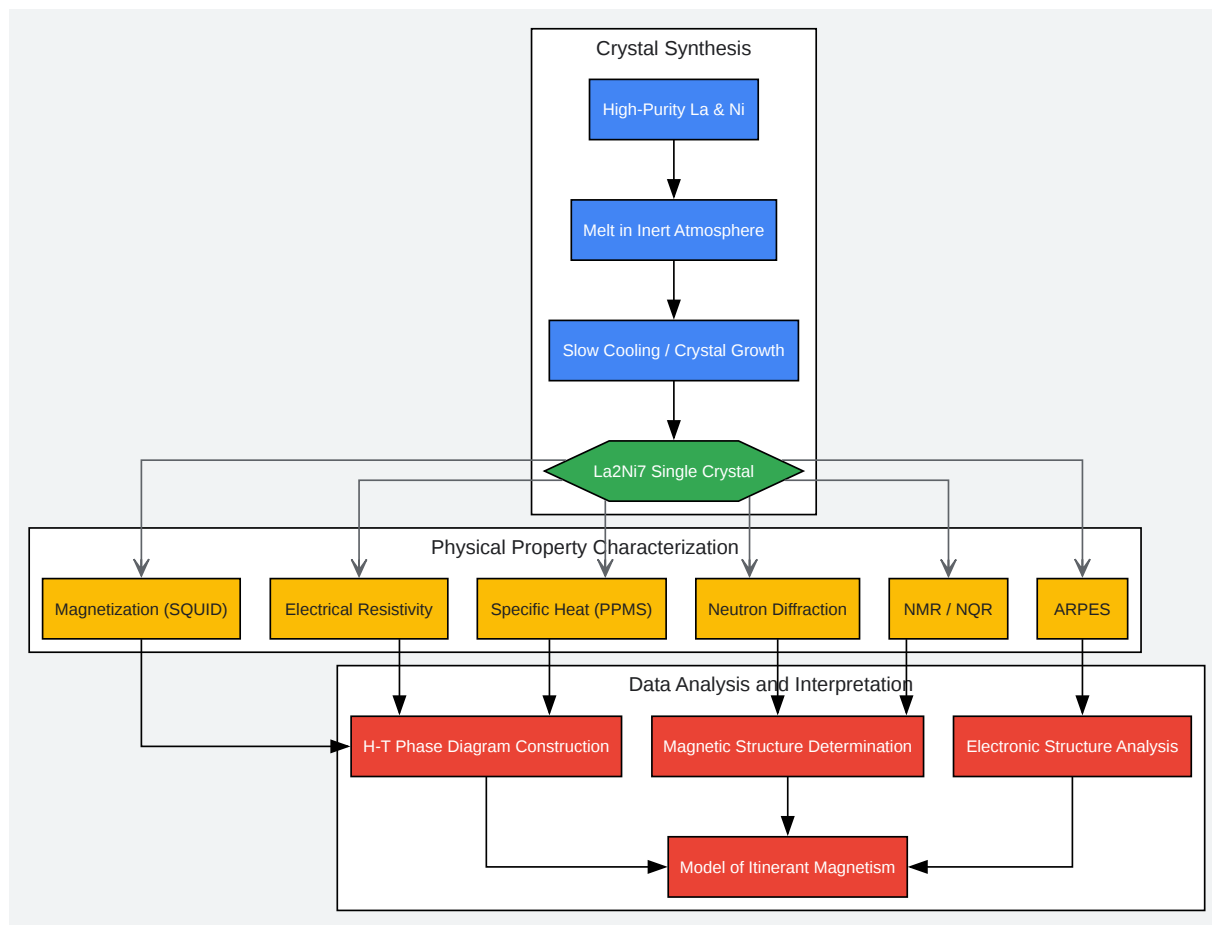 Crystal Synthesis
High-Purity La & Ni
Melt in Inert Atmosphere
Slow Cooling / Crystal Growth
La2Ni7 Single Crystal
Physical Property Characterization
Magnetization (SQUID)
Electrical Resistivity
Specific Heat (PPMS)
Neutron Diffraction
NMR / NQR
ARPES
Data Analysis and Interpretation
H-T Phase Diagram Construction
Magnetic Structure Determination
Electronic Structure Analysis
Model of Itinerant Magnetism